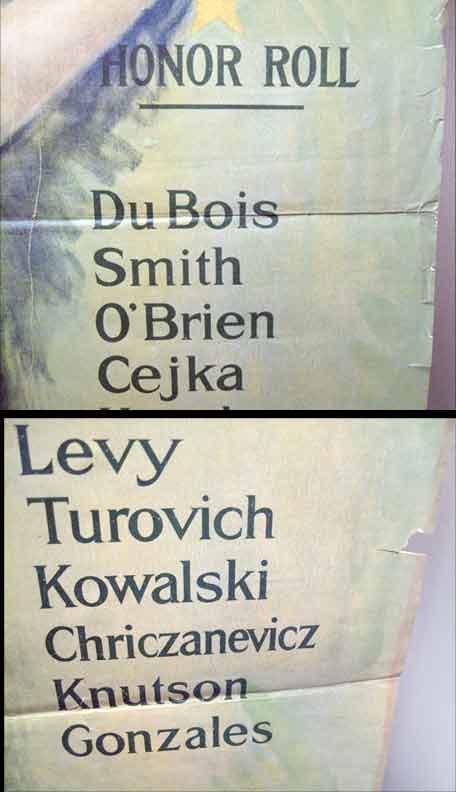 HONOR ROLL
Du Bois
Smith
O'Brien
Cejka
Levy
Turovich
Kowalski
Chriczanevicz
Knutson
Gonzales